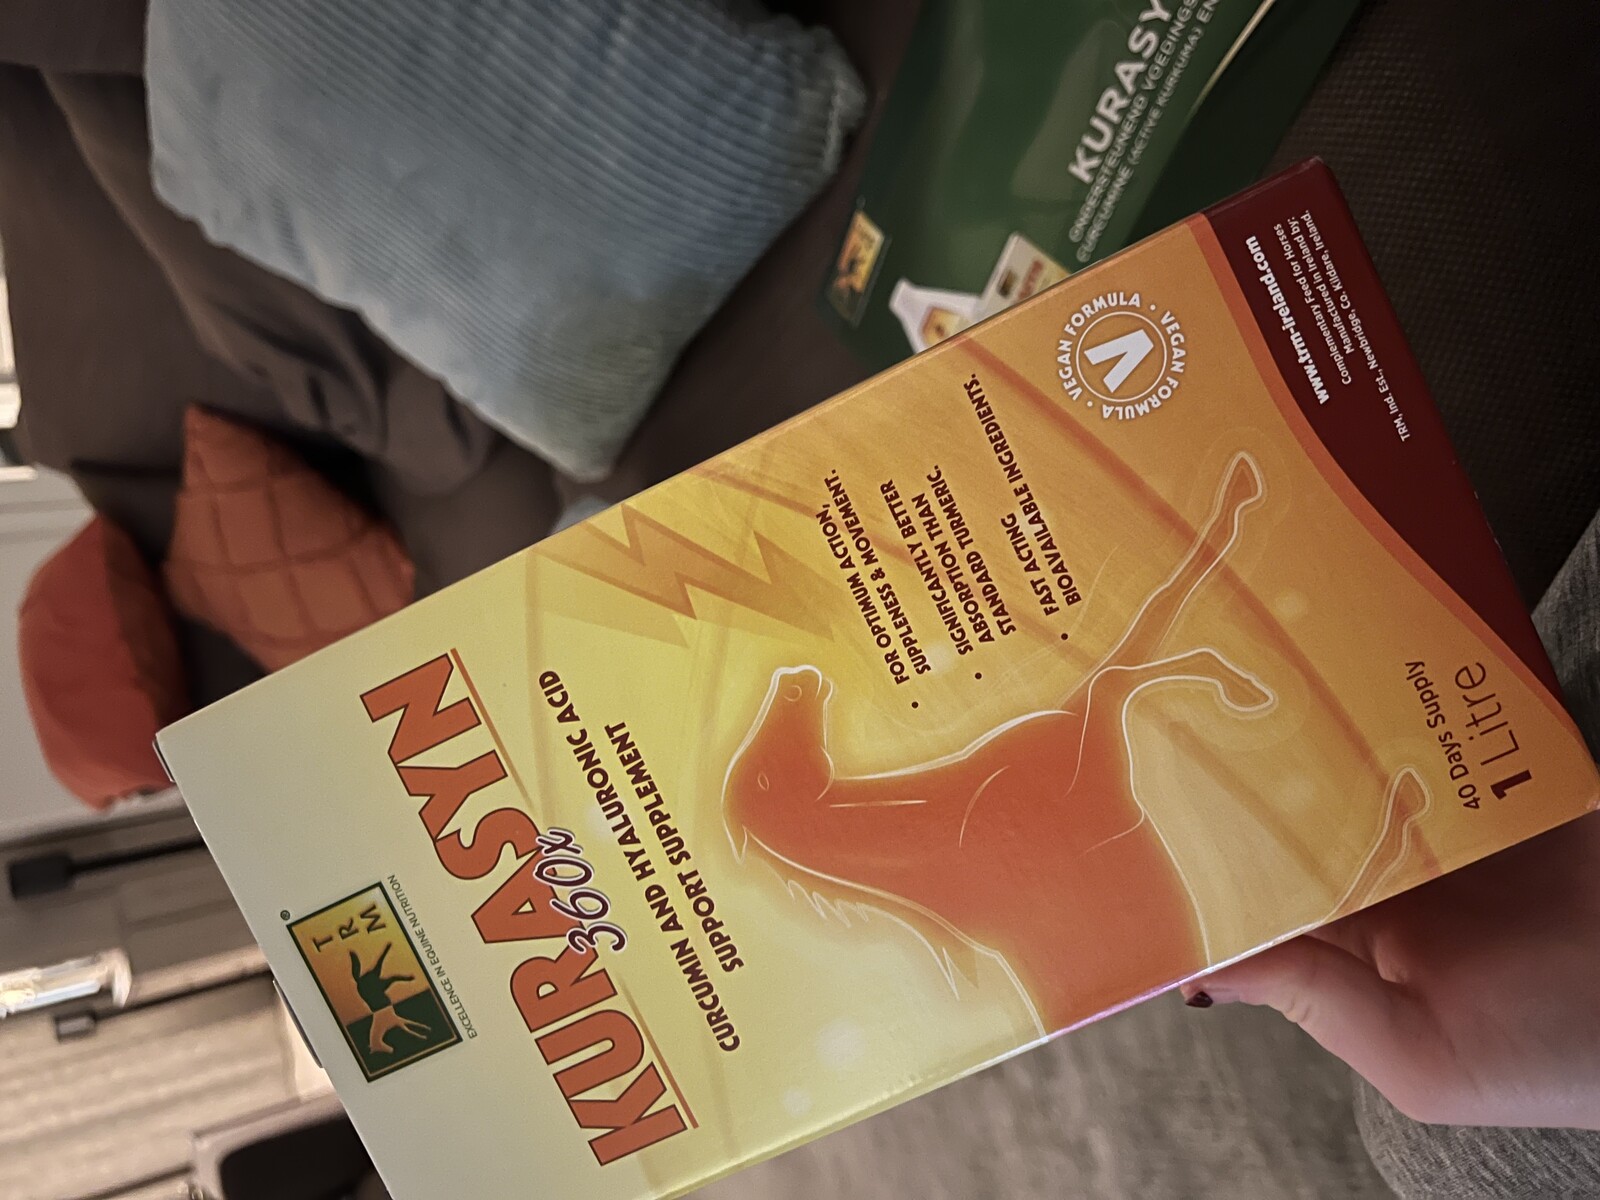 TRM
®
EXCELLENCE IN EQUINE NUTRITION
KURASYN
360x
CURCUMIN AND HYALURONIC ACID
SUPPORT SUPPLEMENT
• FOR OPTIMUM ACTION,
SUPPLENESS & MOVEMENT.
• SIGNIFICANTLY BETTER
ABSORPTION THAN
STANDARD TURMERIC.
• FAST ACTING
BIOAVAILABLE INGREDIENTS.
VEGAN FORMULA · VEGAN FORMULA ·
V
40 Days Supply
1 Litre
www.trm-ireland.com
Complementary Feed for Horses
Manufactured in Ireland by:
TRM, Ind. Est., Newbridge, Co. Kildare, Ireland.
KURASY
ONDERSTEUNEND VOEDINGS
CURCUMINE (ACTIVE KURKUMA) EN